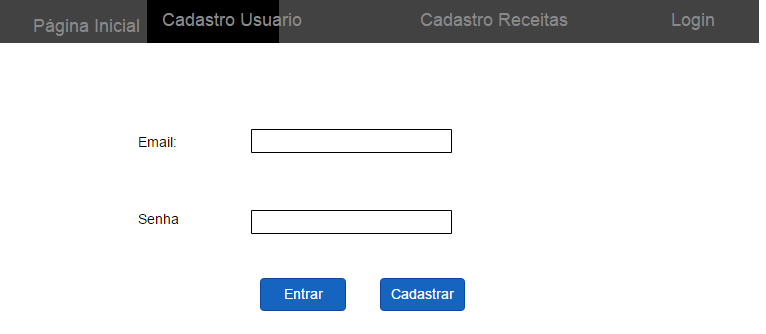 Página Inicial Cadastro Usuario Cadastro Receitas Login
Email:
Senha
Entrar Cadastrar